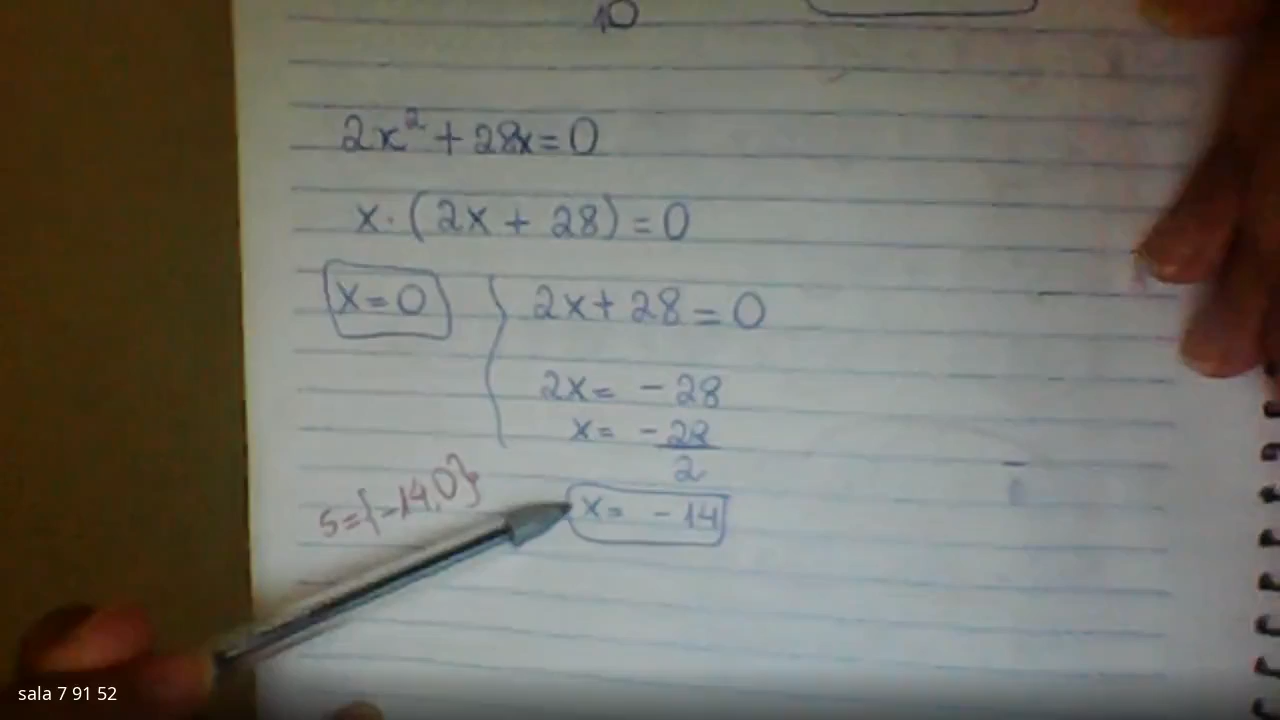 10
2x² + 28x = 0
x · (2x + 28) = 0
x = 0
2x + 28 = 0
2x = - 28
x = - 28
2
x = - 14
S = {-14,0}
sala 7 91 52